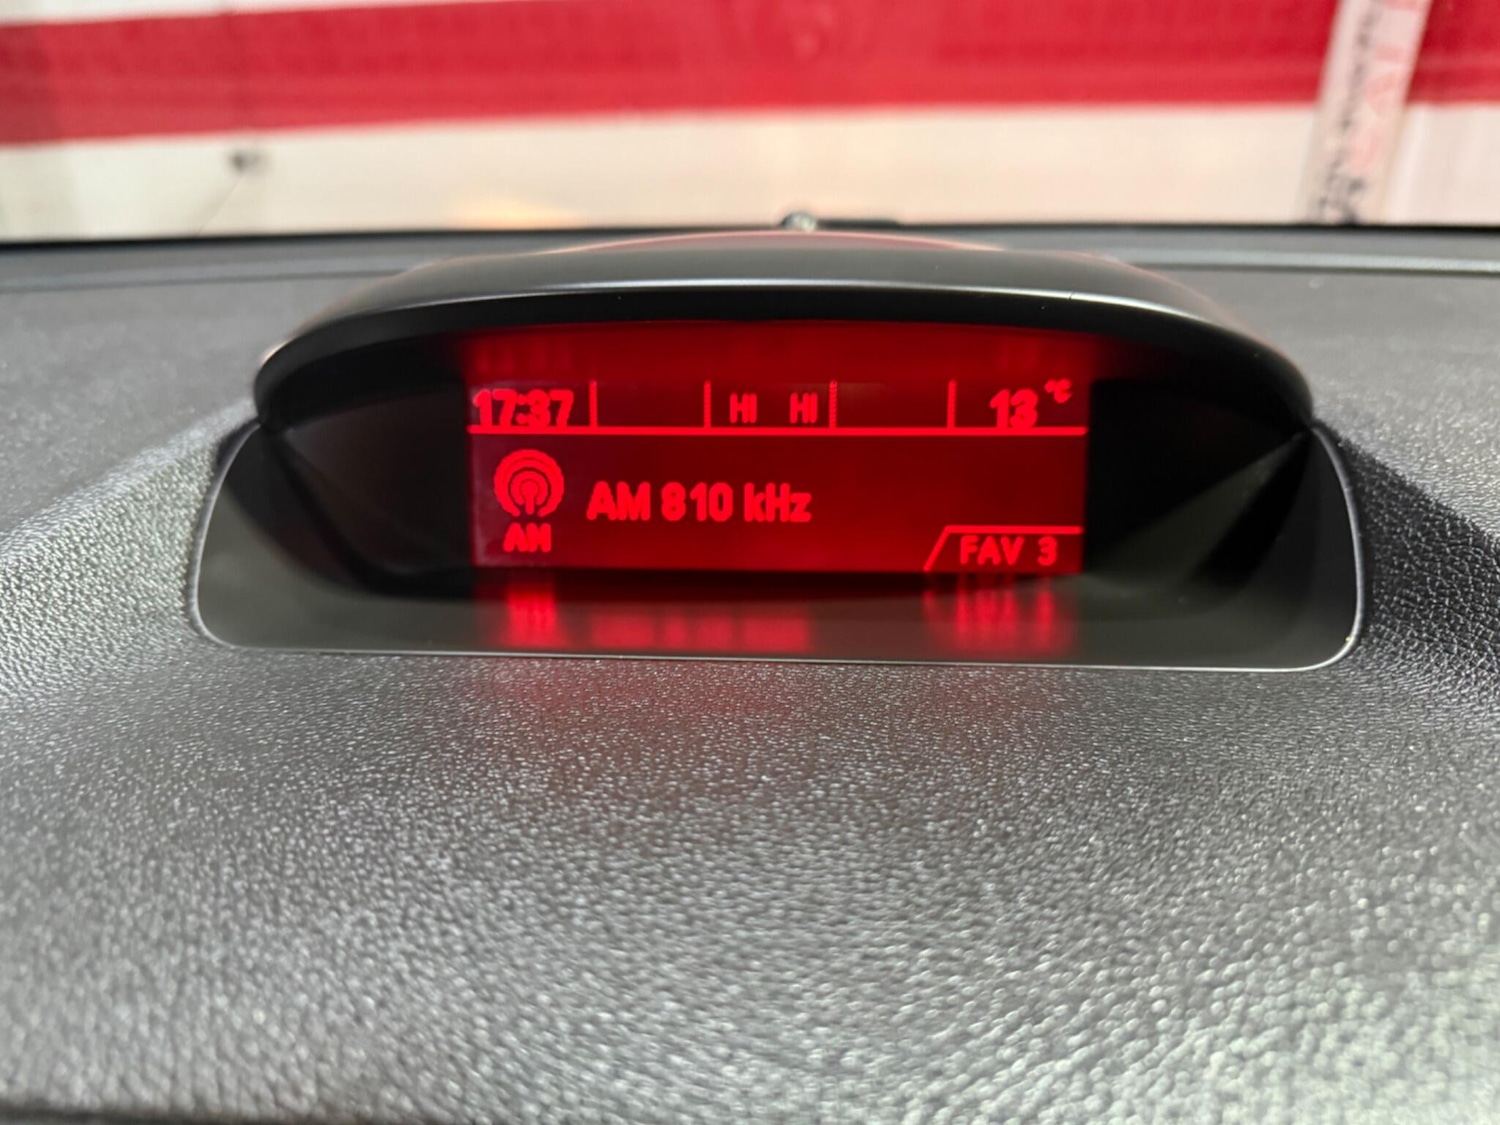 17:37 HI HI 13 °C
AM 810 kHz
AM
FAV 3